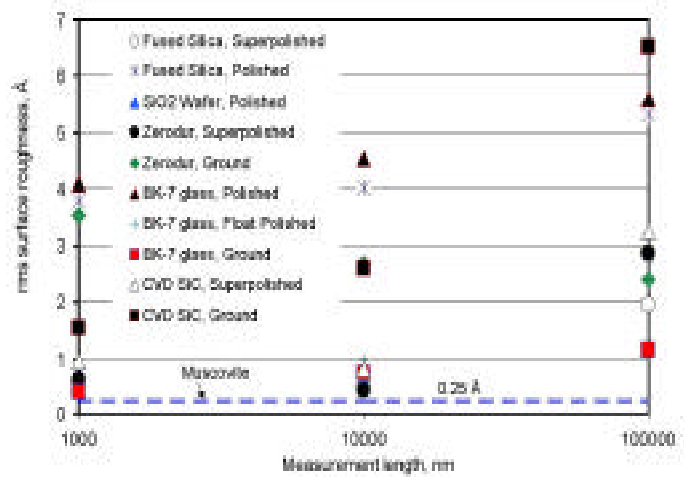 7
6
5
4
3
2
1
0
rms surface roughness, Å
Fused Silica, Superpolished
Fused Silica, Polished
SiO2 Wafer, Polished
Zerodur, Superpolished
Zerodur, Ground
BK-7 glass, Polished
BK-7 glass, Float Polished
BK-7 glass, Ground
CVD SiC, Superpolished
CVD SiC, Ground
Muscovite
0.25 Å
1000
10000
100000
Measurement length, nm